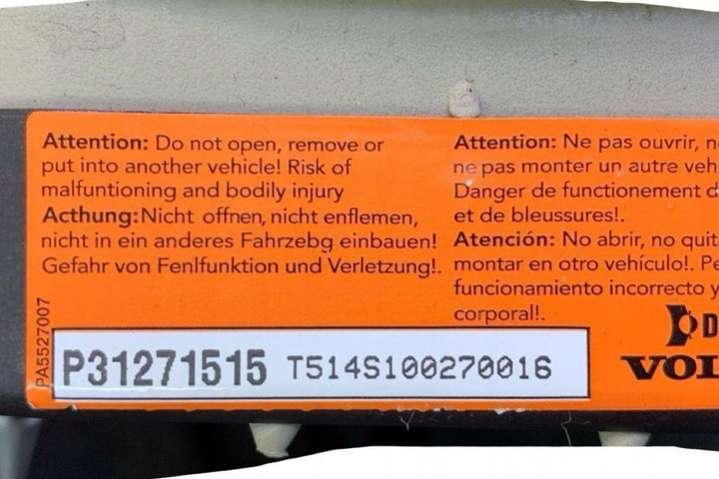 Attention: Do not open, remove or
put into another vehicle! Risk of
malfuntioning and bodily injury
Acthung:Nicht offnen, nicht enflemen,
nicht in ein anderes Fahrzebg einbauen!
Gefahr von Fenlfunktion und Verletzung!.
Attention: Ne pas ouvrir, n
ne pas monter un autre veh
Danger de functionement d
et de bleussures!.
Atención: No abrir, no quit
montar en otro vehículo!. Pe
funcionamiento incorrecto y
corporal!.
PA5527007
P31271515 T514S100270016
D
VOL